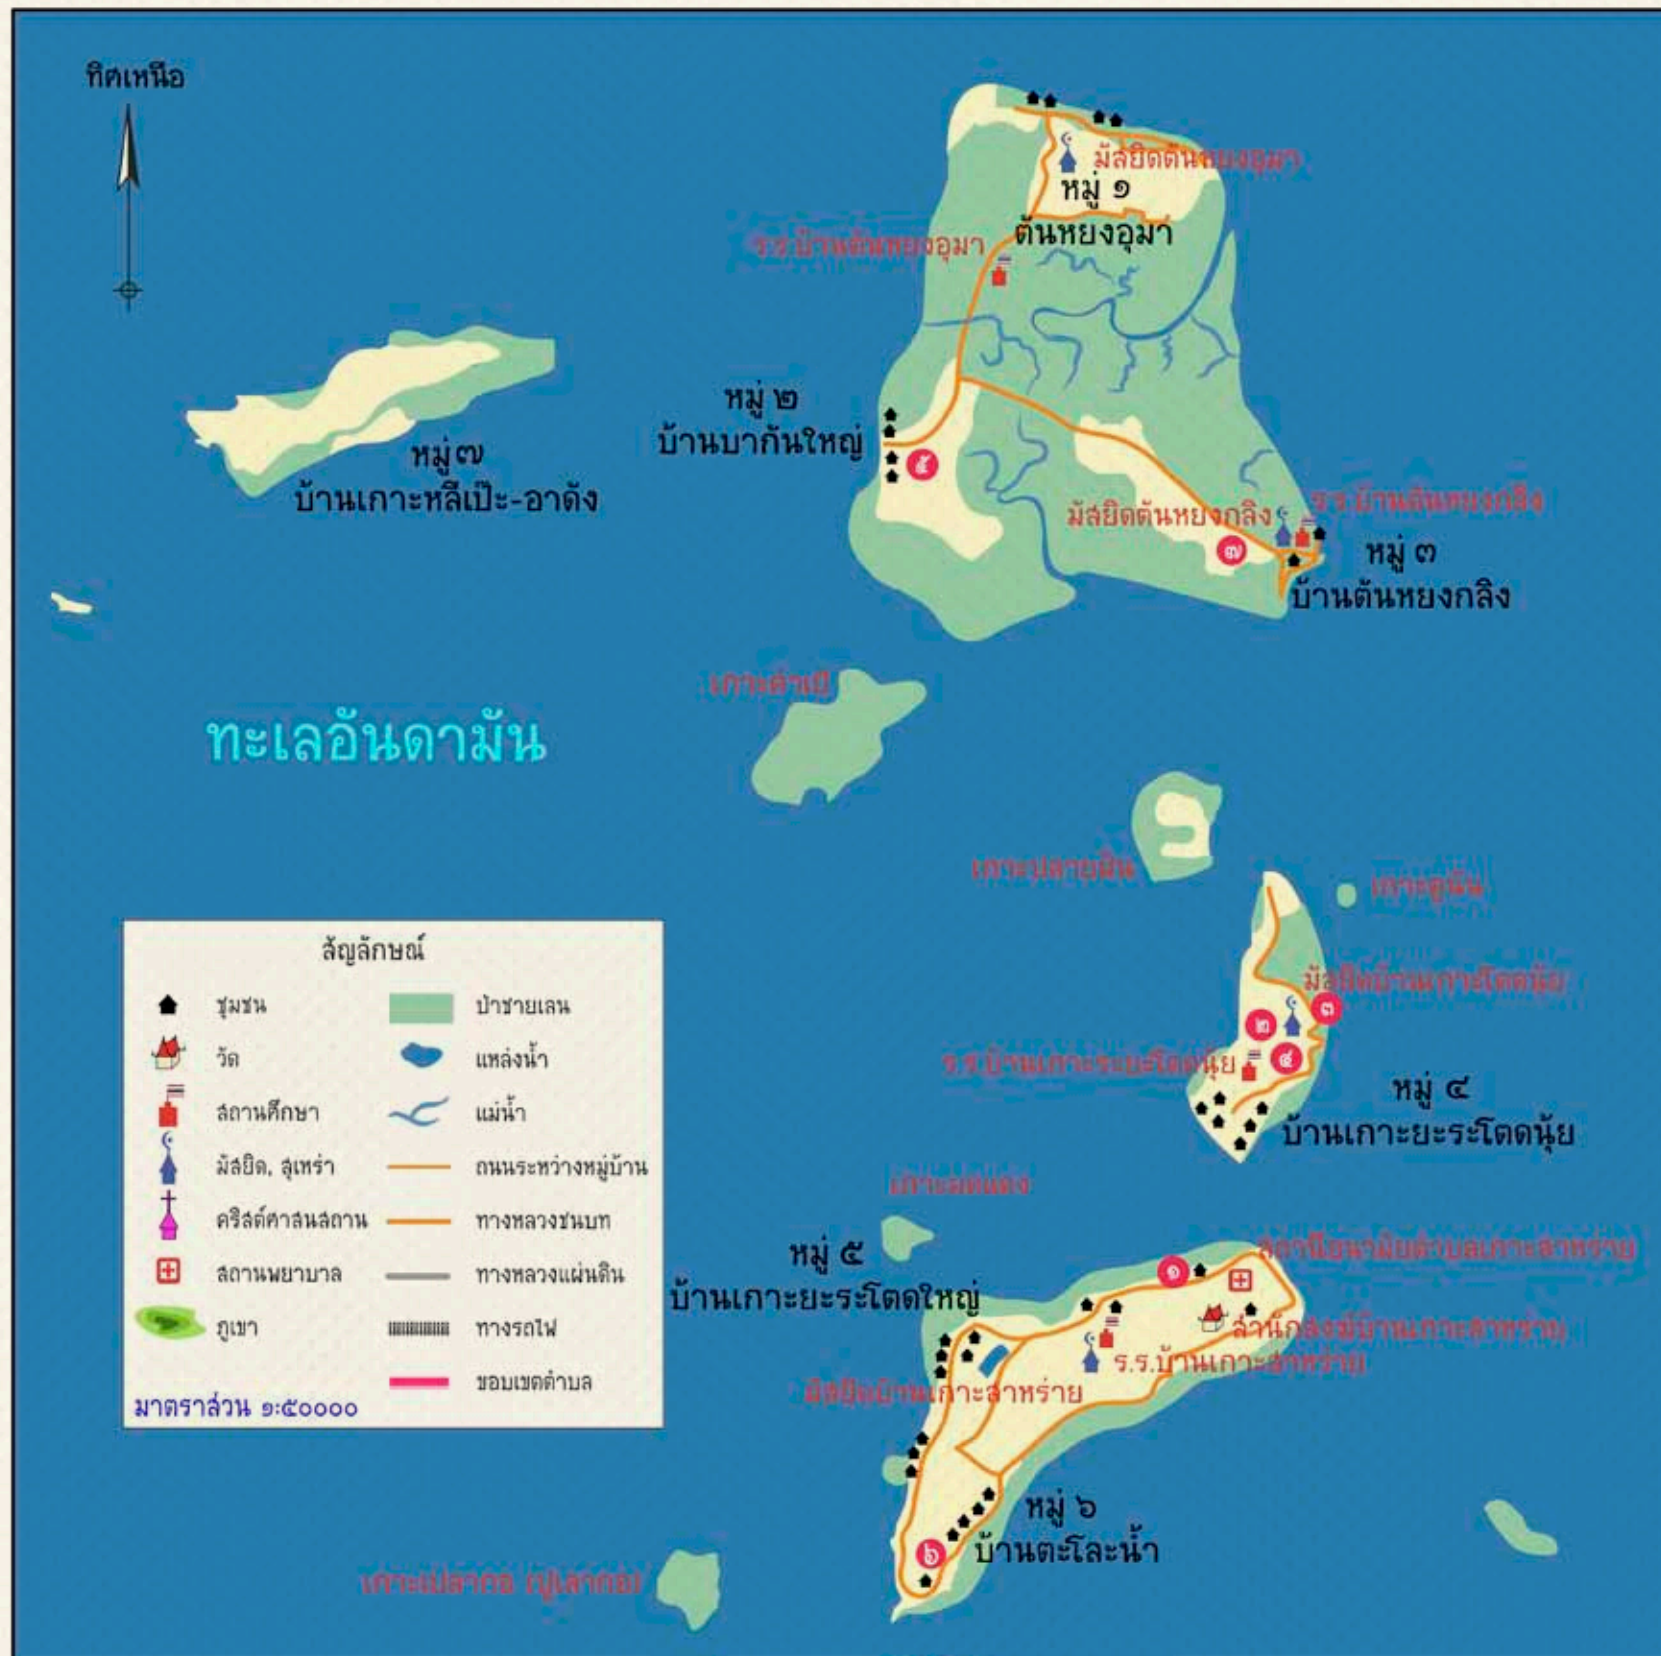 ทิศเหนือ
มัสยิดตันหยงอุมา
หมู่ ๑
ตันหยงอุมา
ร.ร.บ้านตันหยงอุมา
หมู่ ๒
บ้านบากันใหญ่
๕
หมู่ ๗
บ้านเกาะหลีเป๊ะ-อาดัง
มัสยิดตันหยงกลิง
ร.ร.บ้านตันหยงกลิง
๗
หมู่ ๓
บ้านตันหยงกลิง
ทะเลอันดามัน
มัสยิดบ้านเกาะโตดนุ้ย
๓
๒
๔
ร.ร.บ้านเกาะระยะโตดนุ้ย
หมู่ ๔
บ้านเกาะยะระโตดนุ้ย
หมู่ ๕
บ้านเกาะยะระโตดใหญ่
๑
สถานีอนามัยตำบลเกาะสาหร่าย
สำนักสงฆ์บ้านเกาะสาหร่าย
ร.ร.บ้านเกาะสาหร่าย
มัสยิดบ้านเกาะสาหร่าย
หมู่ ๖
บ้านตะโละน้ำ
๖
สัญลักษณ์
ชุมชน
ป่าชายเลน
วัด
แหล่งน้ำ
สถานศึกษา
แม่น้ำ
มัสยิด, สุเหร่า
ถนนระหว่างหมู่บ้าน
คริสต์ศาสนสถาน
ทางหลวงชนบท
สถานพยาบาล
ทางหลวงแผ่นดิน
ภูเขา
ทางรถไฟ
ขอบเขตตำบล
มาตราส่วน ๑:๕๐๐๐๐